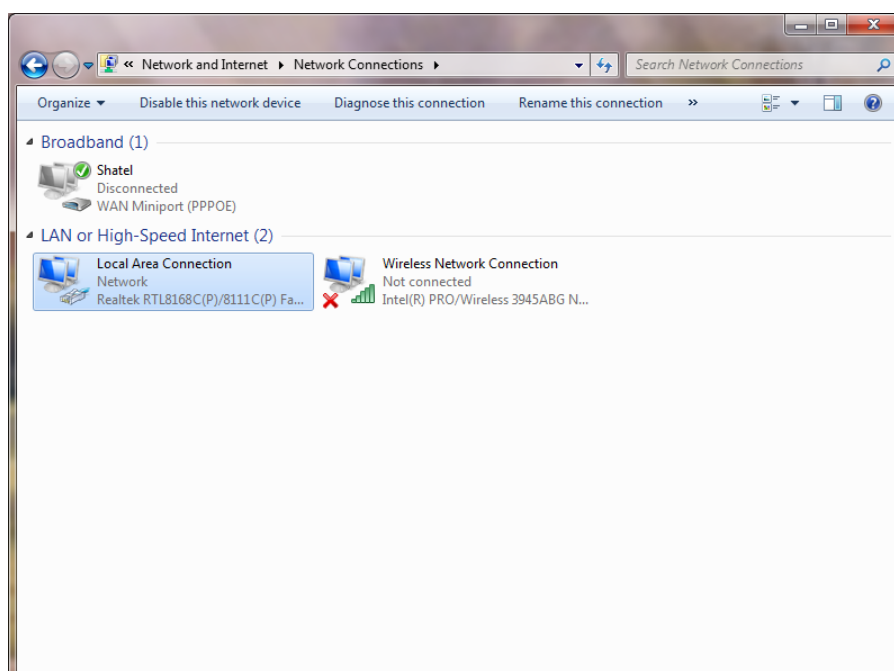 « Network and Internet Network Connections
Search Network Connections
Organize Disable this network device Diagnose this connection Rename this connection »
Broadband (1)
Shatel
Disconnected
WAN Miniport (PPPOE)
LAN or High-Speed Internet (2)
Local Area Connection
Network
Realtek RTL8168C(P)/8111C(P) Fa...
Wireless Network Connection
Not connected
Intel(R) PRO/Wireless 3945ABG N...